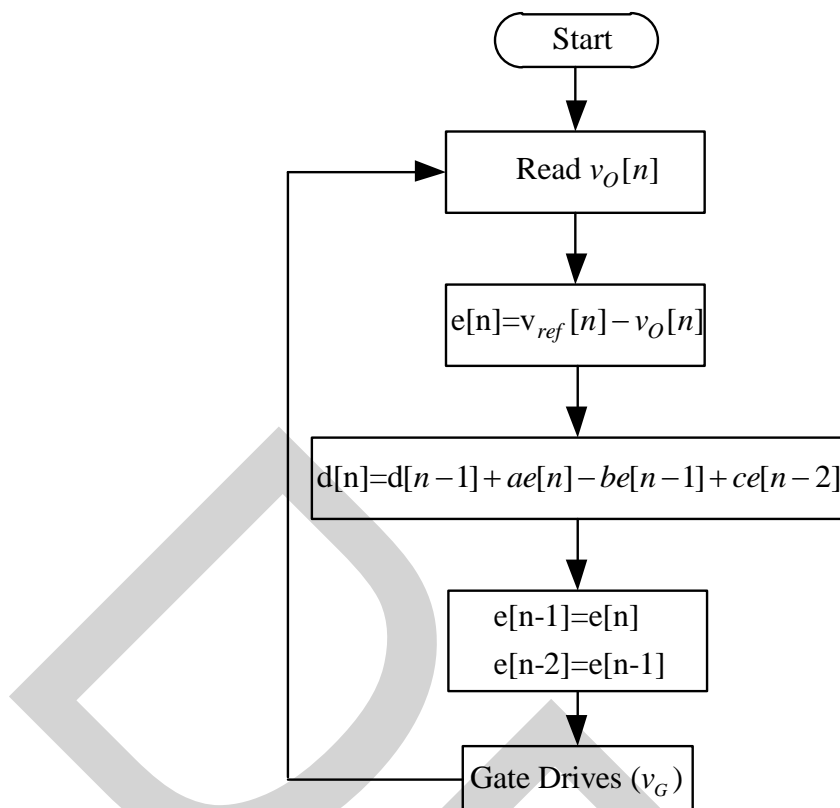 Start
Read v_O[n]
e[n]=v_ref[n]−v_O[n]
d[n]=d[n−1]+ae[n]−be[n−1]+ce[n−2]
e[n-1]=e[n]
e[n-2]=e[n-1]
Gate Drives (v_G)